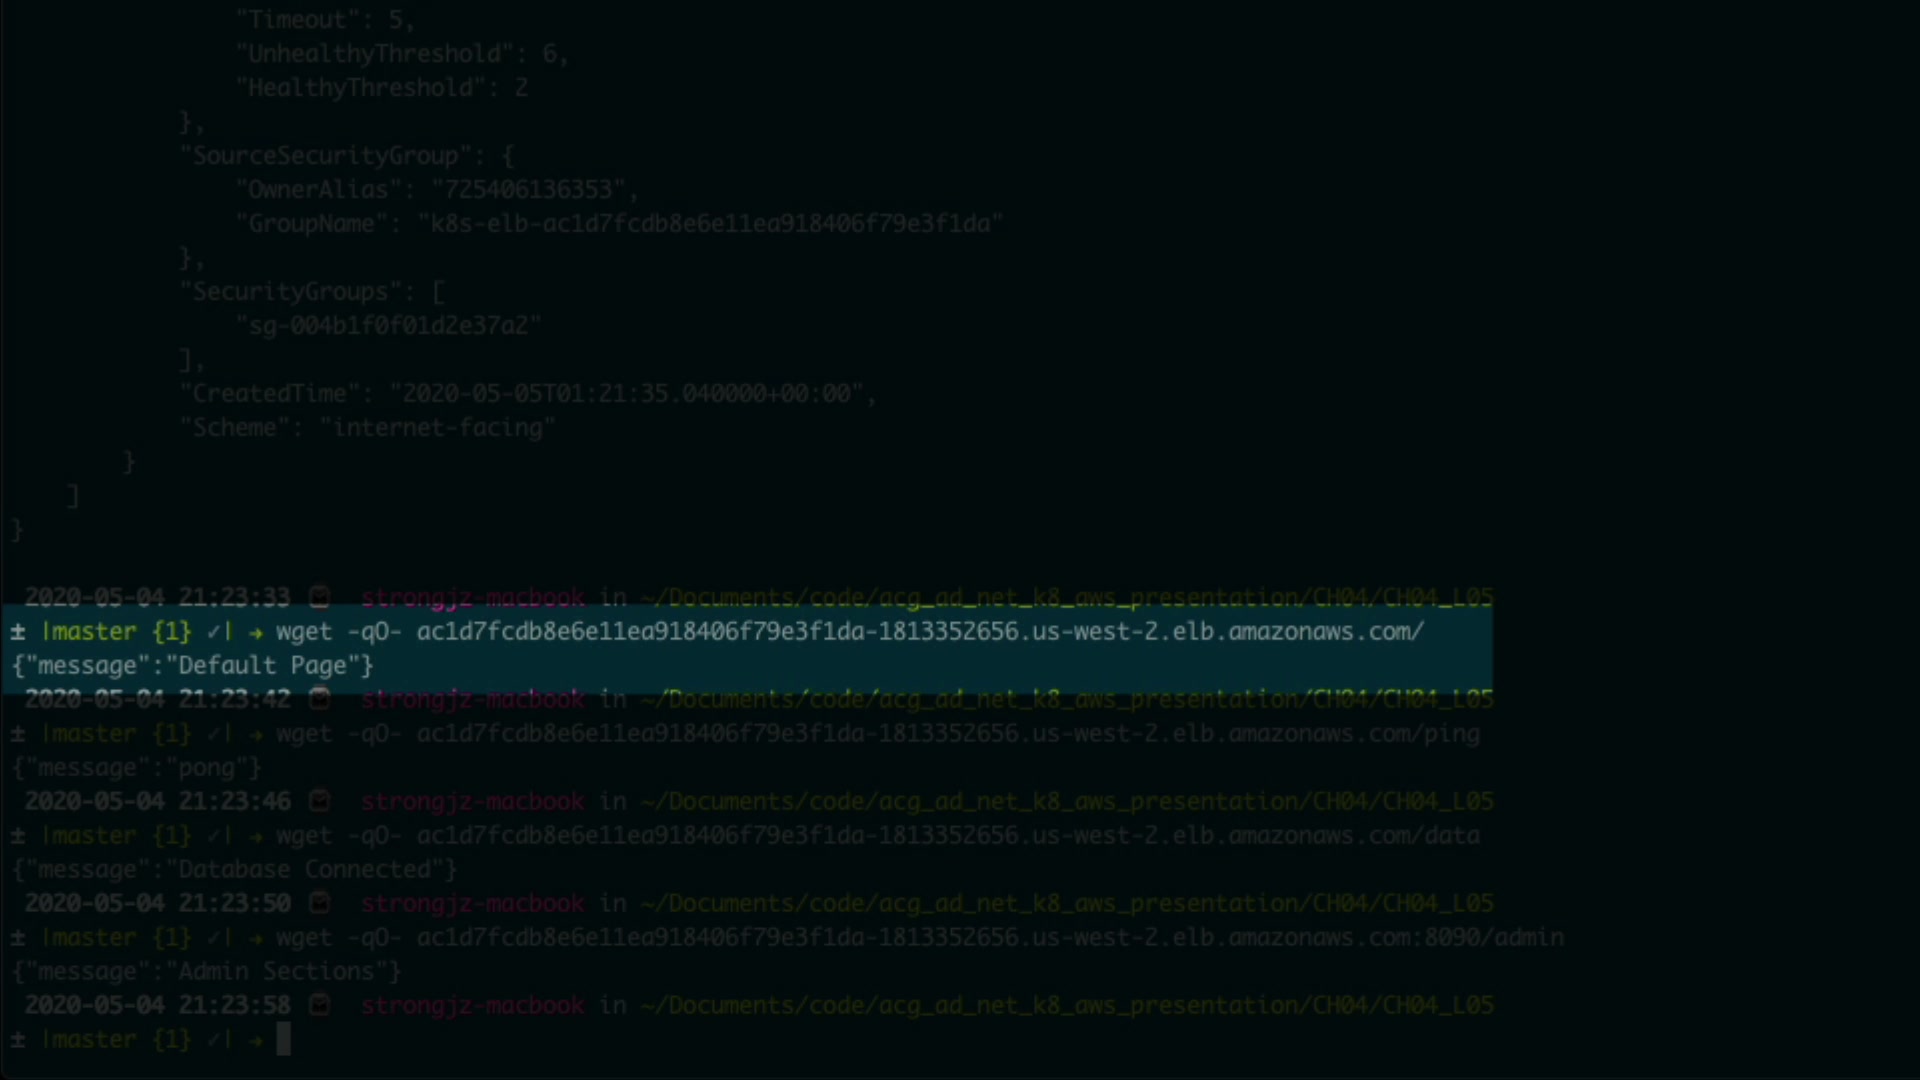 "Timeout": 5,
"UnhealthyThreshold": 6,
"HealthyThreshold": 2
},
"SourceSecurityGroup": {
"OwnerAlias": "725406136353",
"GroupName": "k8s-elb-ac1d7fcdb8e6e11ea918406f79e3f1da"
},
"SecurityGroups": [
"sg-004b1f0f01d2e37a2"
],
"CreatedTime": "2020-05-05T01:21:35.040000+00:00",
"Scheme": "internet-facing"
}
]
}
2020-05-04 21:23:33 strongjz-macbook in ~/Documents/code/acg_ad_net_k8_aws_presentation/CH04/CH04_L05
± |master {1} ✓| → wget -qO- ac1d7fcdb8e6e11ea918406f79e3f1da-1813352656.us-west-2.elb.amazonaws.com/
{"message":"Default Page"}
2020-05-04 21:23:42 strongjz-macbook in ~/Documents/code/acg_ad_net_k8_aws_presentation/CH04/CH04_L05
± |master {1} ✓| → wget -qO- ac1d7fcdb8e6e11ea918406f79e3f1da-1813352656.us-west-2.elb.amazonaws.com/ping
{"message":"pong"}
2020-05-04 21:23:46 strongjz-macbook in ~/Documents/code/acg_ad_net_k8_aws_presentation/CH04/CH04_L05
± |master {1} ✓| → wget -qO- ac1d7fcdb8e6e11ea918406f79e3f1da-1813352656.us-west-2.elb.amazonaws.com/data
{"message":"Database Connected"}
2020-05-04 21:23:50 strongjz-macbook in ~/Documents/code/acg_ad_net_k8_aws_presentation/CH04/CH04_L05
± |master {1} ✓| → wget -qO- ac1d7fcdb8e6e11ea918406f79e3f1da-1813352656.us-west-2.elb.amazonaws.com:8090/admin
{"message":"Admin Sections"}
2020-05-04 21:23:58 strongjz-macbook in ~/Documents/code/acg_ad_net_k8_aws_presentation/CH04/CH04_L05
± |master {1} ✓| →